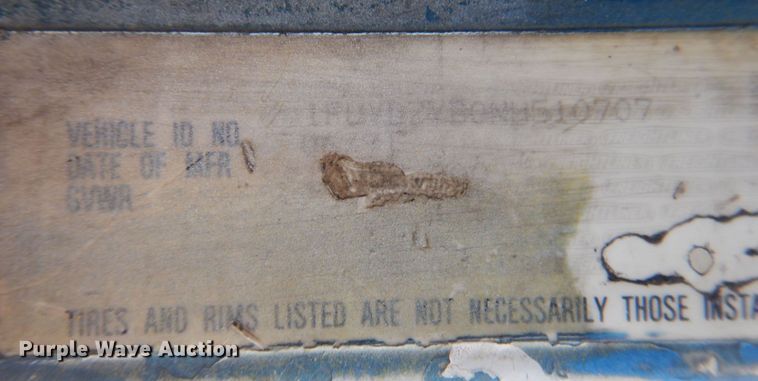 VEHICLE ID NO
DATE OF MFR
GVWR
TIRES AND RIMS LISTED ARE NOT NECESSARILY THOSE INSTA
Purple Wave Auction